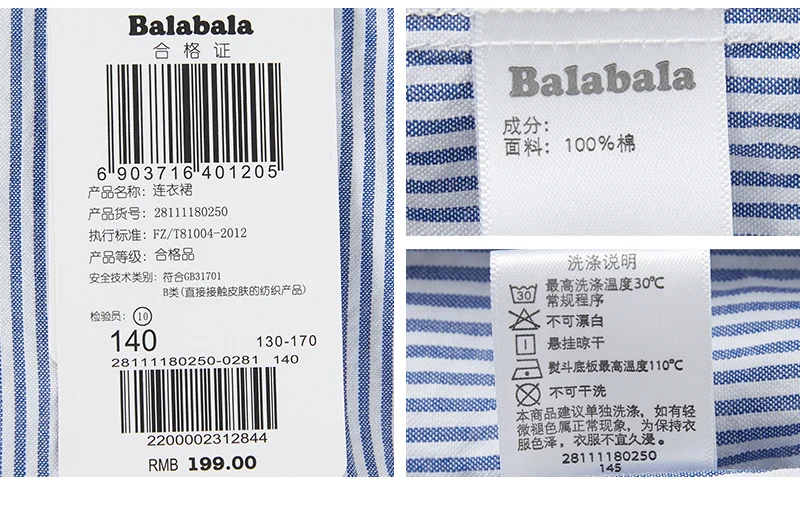 Balabala
合格证
6 903716 401205
产品名称：连衣裙
产品货号：28111180250
执行标准：FZ/T81004-2012
产品等级：合格品
安全技术类别：符合GB31701
B类(直接接触皮肤的纺织产品)
检验员：10
140 130-170
28111180250-0281 140
2200002312844
RMB 199.00
Balabala
成分：
面料：100%棉
洗涤说明
30 最高洗涤温度30℃
常规程序
不可漂白
悬挂晾干
熨斗底板最高温度110℃
不可干洗
本商品建议单独洗涤，如有轻
微褪色属正常现象，为保持衣
服色泽，衣服不宜久浸。
28111180250
145